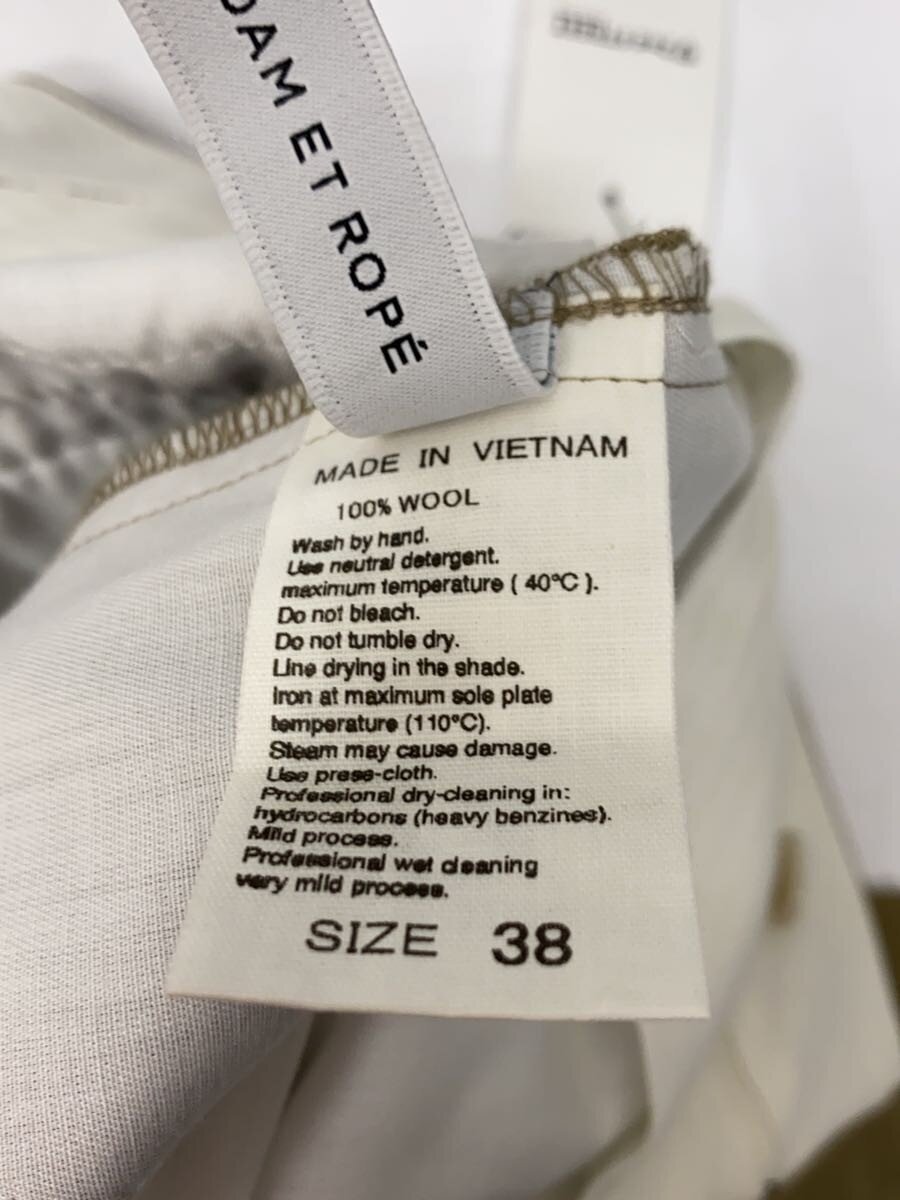 DAM ET ROPÉ
MADE IN VIETNAM
100% WOOL
Wash by hand.
Use neutral detergent.
maximum temperature ( 40°C ).
Do not bleach.
Do not tumble dry.
Line drying in the shade.
Iron at maximum sole plate
temperature (110°C).
Steam may cause damage.
Use press-cloth.
Professional dry-cleaning in:
hydrocarbons (heavy benzines).
Mild process.
Professional wet cleaning
very mild process.
SIZE 38